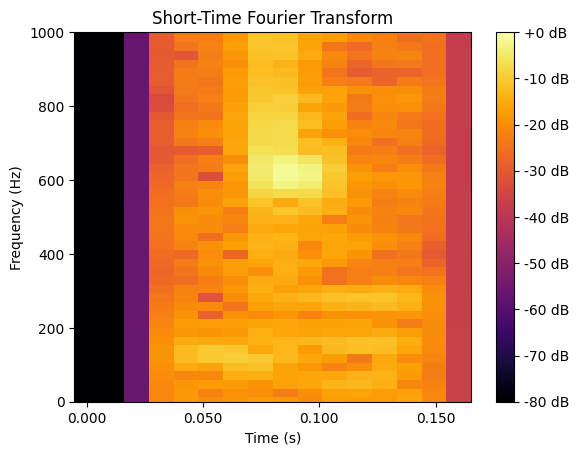 Short-Time Fourier Transform
1000
800
600
400
200
0
Frequency (Hz)
0.000
0.050
0.100
0.150
Time (s)
+0 dB
-10 dB
-20 dB
-30 dB
-40 dB
-50 dB
-60 dB
-70 dB
-80 dB